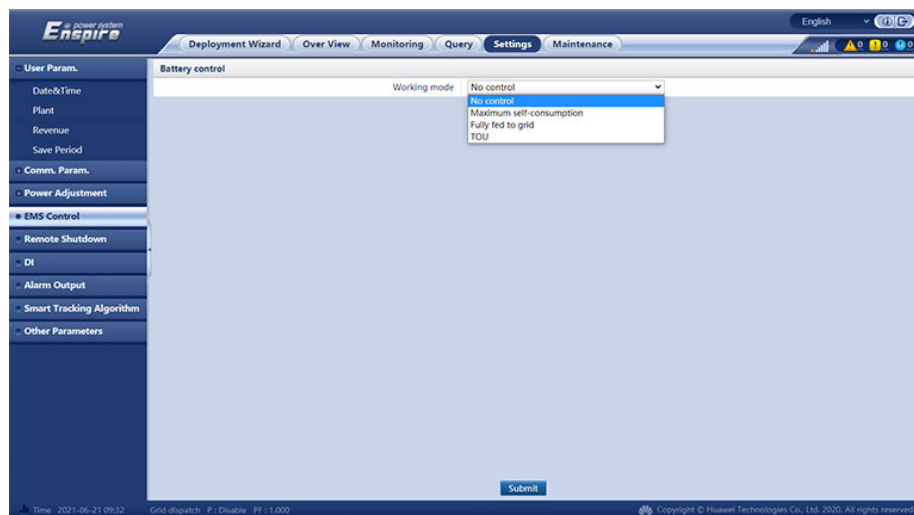 e power system
Enspire
English
Deployment Wizard Over View Monitoring Query Settings Maintenance
0 0 0
User Param.
Date&Time
Plant
Revenue
Save Period
Comm. Param.
Power Adjustment
EMS Control
Remote Shutdown
DI
Alarm Output
Smart Tracking Algorithm
Other Parameters
Battery control
Working mode No control
No control
Maximum self-consumption
Fully fed to grid
TOU
Submit
Time 2021-06-21 09:32 Grid dispatch P : Disable PF : 1.000 Copyright © Huawei Technologies Co., Ltd. 2020. All rights reserved